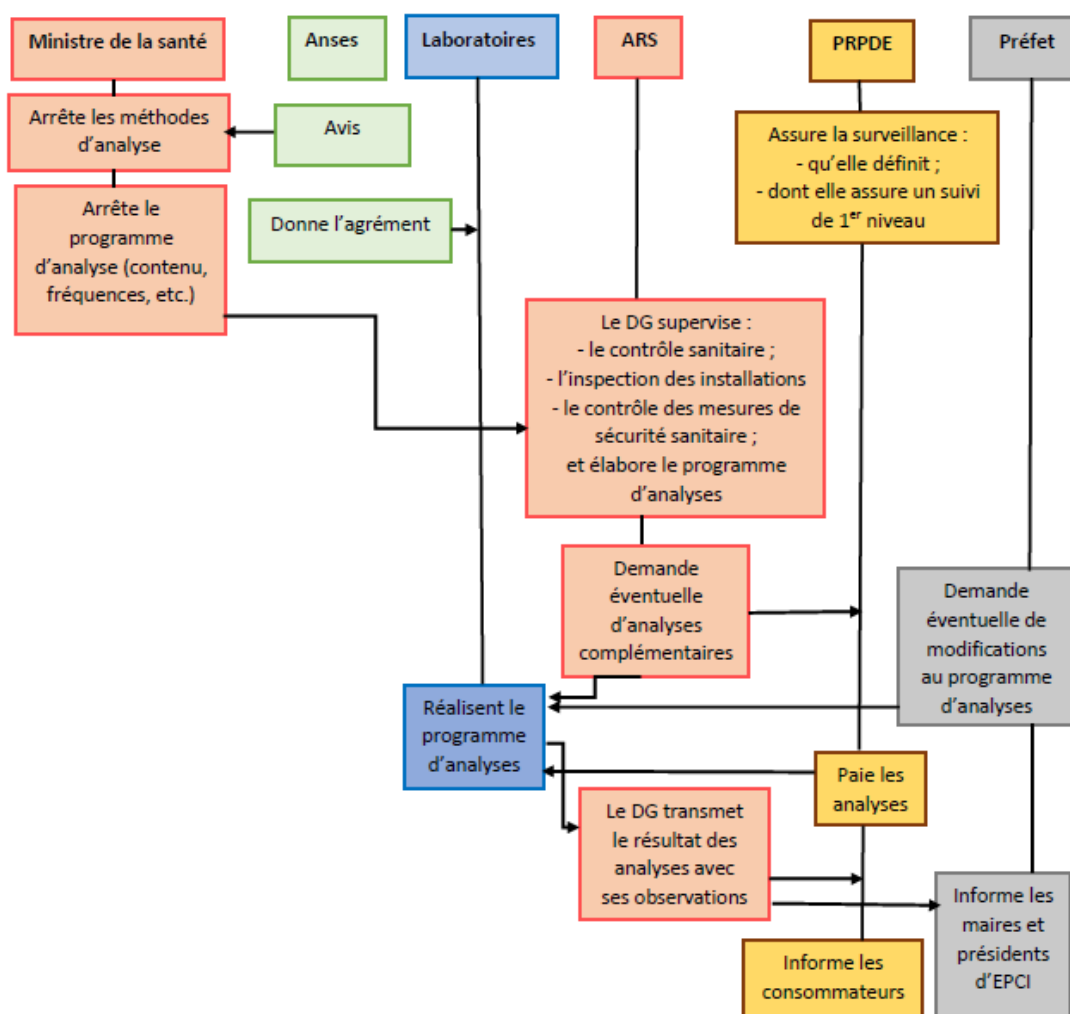 Ministre de la santé
Anses
Laboratoires
ARS
PRPDE
Préfet
Arrête les méthodes
d'analyse
Avis
Assure la surveillance :
- qu'elle définit ;
- dont elle assure un suivi
de 1er niveau
Arrête le
programme
d'analyse (contenu,
fréquences, etc.)
Donne l'agrément
Le DG supervise :
- le contrôle sanitaire ;
- l'inspection des installations
- le contrôle des mesures de
sécurité sanitaire ;
et élabore le programme
d'analyses
Demande
éventuelle
d'analyses
complémentaires
Demande
éventuelle de
modifications
au programme
d'analyses
Réalisent le
programme
d'analyses
Paie les
analyses
Le DG transmet
le résultat des
analyses avec
ses observations
Informe les
maires et
présidents
d'EPCI
Informe les
consommateurs